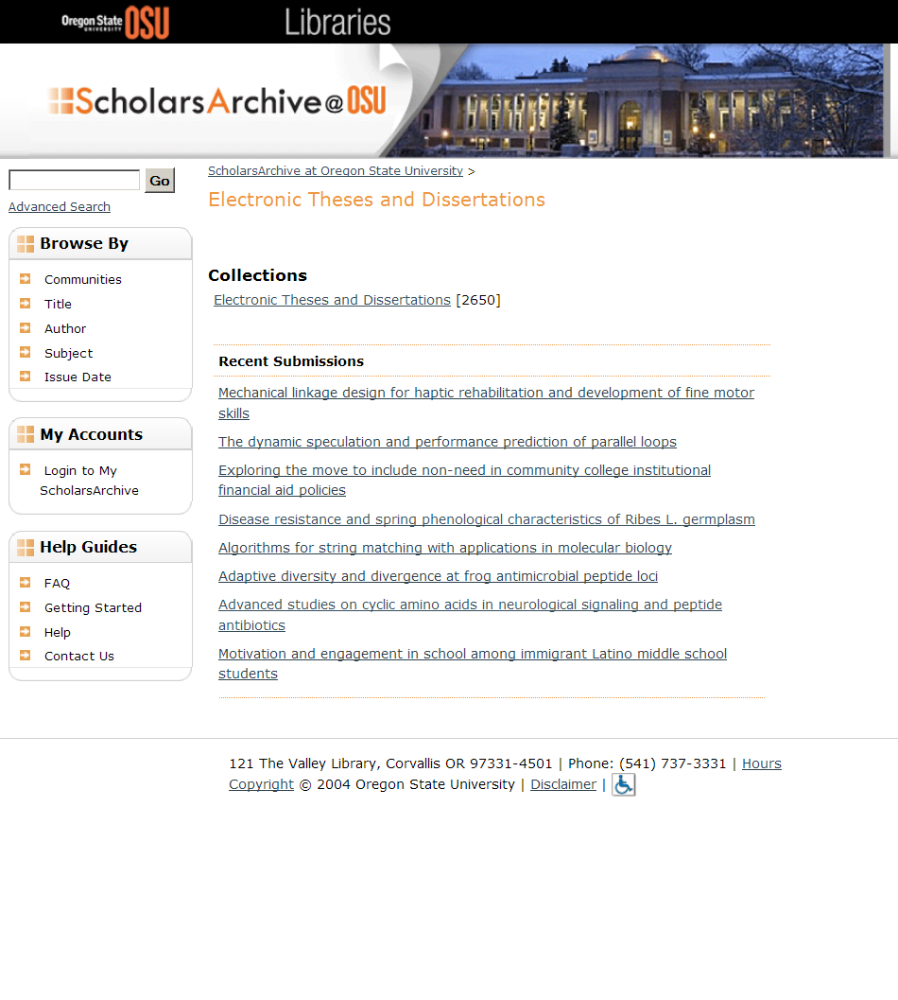 Oregon State UNIVERSITY OSU Libraries
ScholarsArchive@OSU
Go
Advanced Search
Browse By
Communities
Title
Author
Subject
Issue Date
My Accounts
Login to My
ScholarsArchive
Help Guides
FAQ
Getting Started
Help
Contact Us
ScholarsArchive at Oregon State University >
Electronic Theses and Dissertations
Collections
Electronic Theses and Dissertations [2650]
Recent Submissions
Mechanical linkage design for haptic rehabilitation and development of fine motor
skills
The dynamic speculation and performance prediction of parallel loops
Exploring the move to include non-need in community college institutional
financial aid policies
Disease resistance and spring phenological characteristics of Ribes L. germplasm
Algorithms for string matching with applications in molecular biology
Adaptive diversity and divergence at frog antimicrobial peptide loci
Advanced studies on cyclic amino acids in neurological signaling and peptide
antibiotics
Motivation and engagement in school among immigrant Latino middle school
students
121 The Valley Library, Corvallis OR 97331-4501 | Phone: (541) 737-3331 | Hours
Copyright © 2004 Oregon State University | Disclaimer |